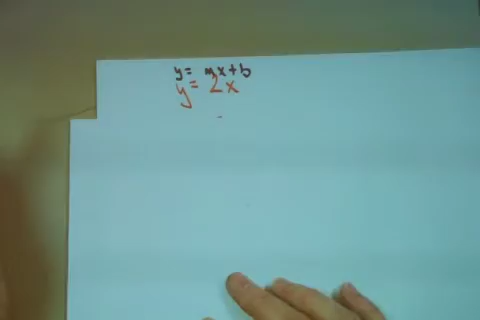 y = mx + b
y = 2x